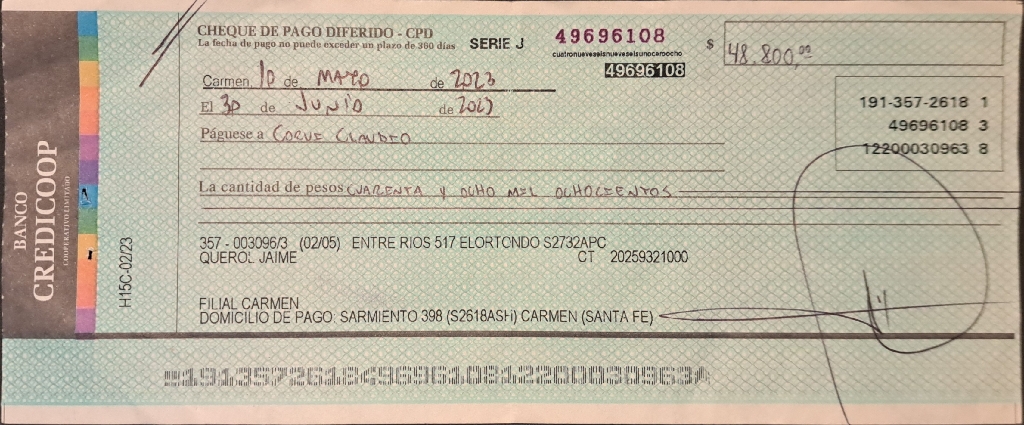 BANCO
CREDICOOP
COOPERATIVO LIMITADO
CHEQUE DE PAGO DIFERIDO - CPD
La fecha de pago no puede exceder un plazo de 360 días
SERIE J
49696108
cuatronueveseisnueveseisunoceroocho
49696108
$ 48.800,00
Carmen, 10 de MAYO de 2023
El 30 de JUNIO de 2023
191-357-2618 1
49696108 3
12200030963 8
Páguese a CORVE CLAUDIO
La cantidad de pesos CUARENTA Y OCHO MIL OCHOCIENTOS
357 - 003096/3 (02/05) ENTRE RIOS 517 ELORTONDO S2732APC
QUEROL JAIME CT 20259321000
H15C-02/23
FILIAL CARMEN
DOMICILIO DE PAGO: SARMIENTO 398 (S2618ASH) CARMEN (SANTA FE)
19135726184969610812200030963